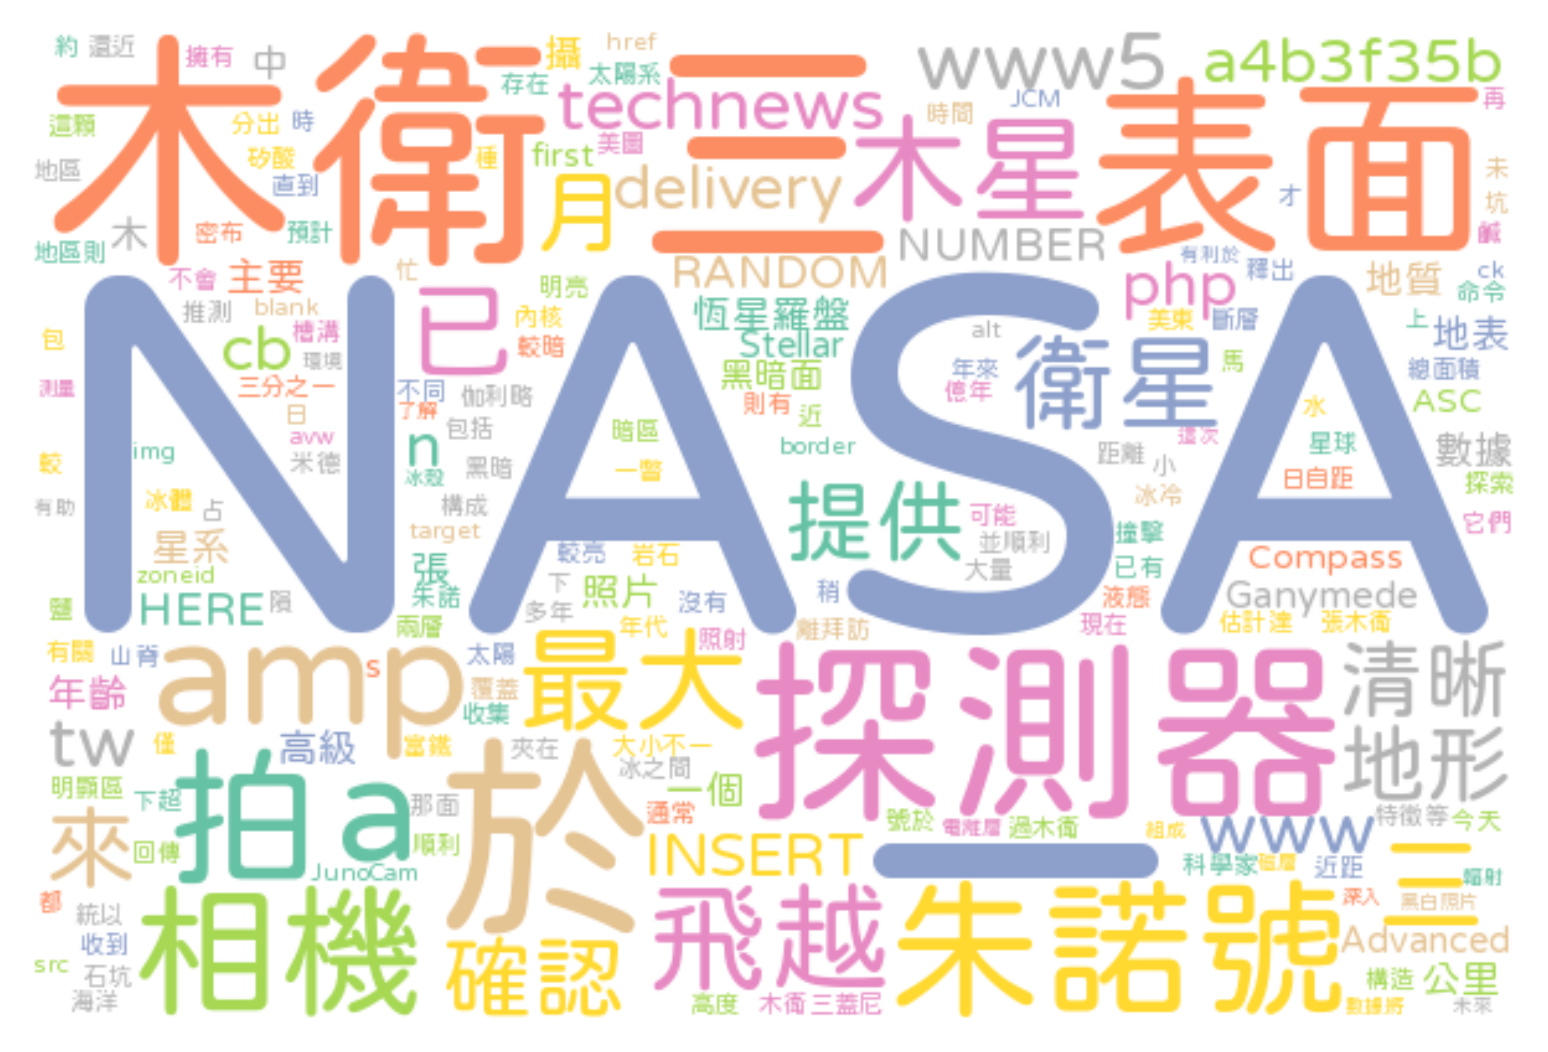 約 還近 擁有 中 攝 href 太陽系 存在 www5 a4b3f35b
木衛三 technews JCM 時間 表面 再
這顆 分出 時 美圖 first 木星
地區 矽酸 種 直到 月 delivery 才 未 坑
木 密布 預計 NUMBER 鹹
地區則 不會 主要 忙 明亮 RANDOM 有利於 釋出 地質 ck 命令
推測 blank 已 內核 恆星羅盤 php 美東 斷層 上 地表
包 cb 槽溝 環境 較暗 Stellar alt 衛星 馬 總面積
NASA
測量 三分之一 不同 伽利略 黑暗面 年來 億年 水 ASC
日 了解 則有 近
img avw 米德 n 包括 暗區 border 這次 星球 數據
較 冰殼 黑暗 一瞥 距離 小 日自距 探索
有助 冰體 占 構成 提供 可能 冰冷 它們
星系 target 較亮 岩石 並順利 撞擊 Compass
zoneid 張 下 照片 大量 已有
鹽 HERE 隕 朱諾 多年 沒有 稍 液態 Ganymede
兩層 年代 照射 離拜訪 現在 估計達 張木衛
有關 山脊 amp s 太陽 最大 探測器 清晰
年齡 覆蓋 收集
tw 僅 高級 富鐵 夾在 大小不一 地形
明顯區 下超 拍 a 那面 於 冰之間 一個
來 回傳 順利 通常 號於 電離層 過木衛 組成 www 特徵等 今天
JunoCam INSERT 一 科學家 磁層 近距 三 輻射
都 統以 相機 飛越 朱諾號 深入 黑白照片
收到 確認 Advanced
src 石坑 構造 公里
海洋 高度 木衛三蓋尼 數據將 未來